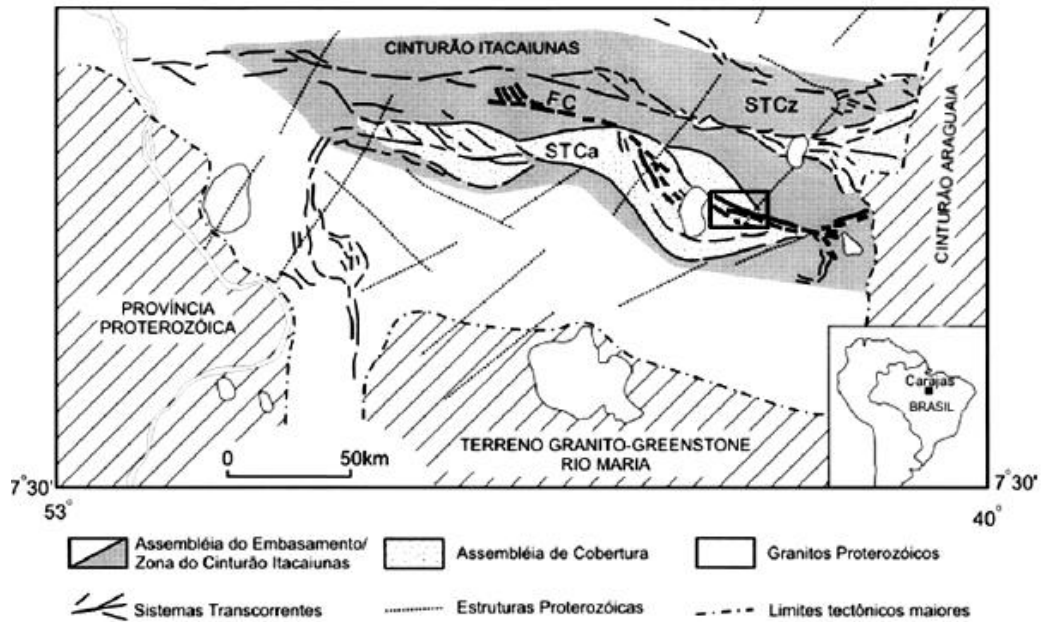 CINTURÃO ITACAIUNAS
FC
STCz
STCa
CINTURÃO ARAGUAIA
PROVÍNCIA
PROTEROZÓICA
Carajas
BRASIL
TERRENO GRANITO-GREENSTONE
RIO MARIA
0 50km
7°30'
7°30'
53°
40°
Assembléia do Embasamento/
Zona do Cinturão Itacaiunas
Assembléia de Cobertura
Granitos Proterozóicos
Sistemas Transcorrentes
Estruturas Proterozóicas
Limites tectônicos maiores